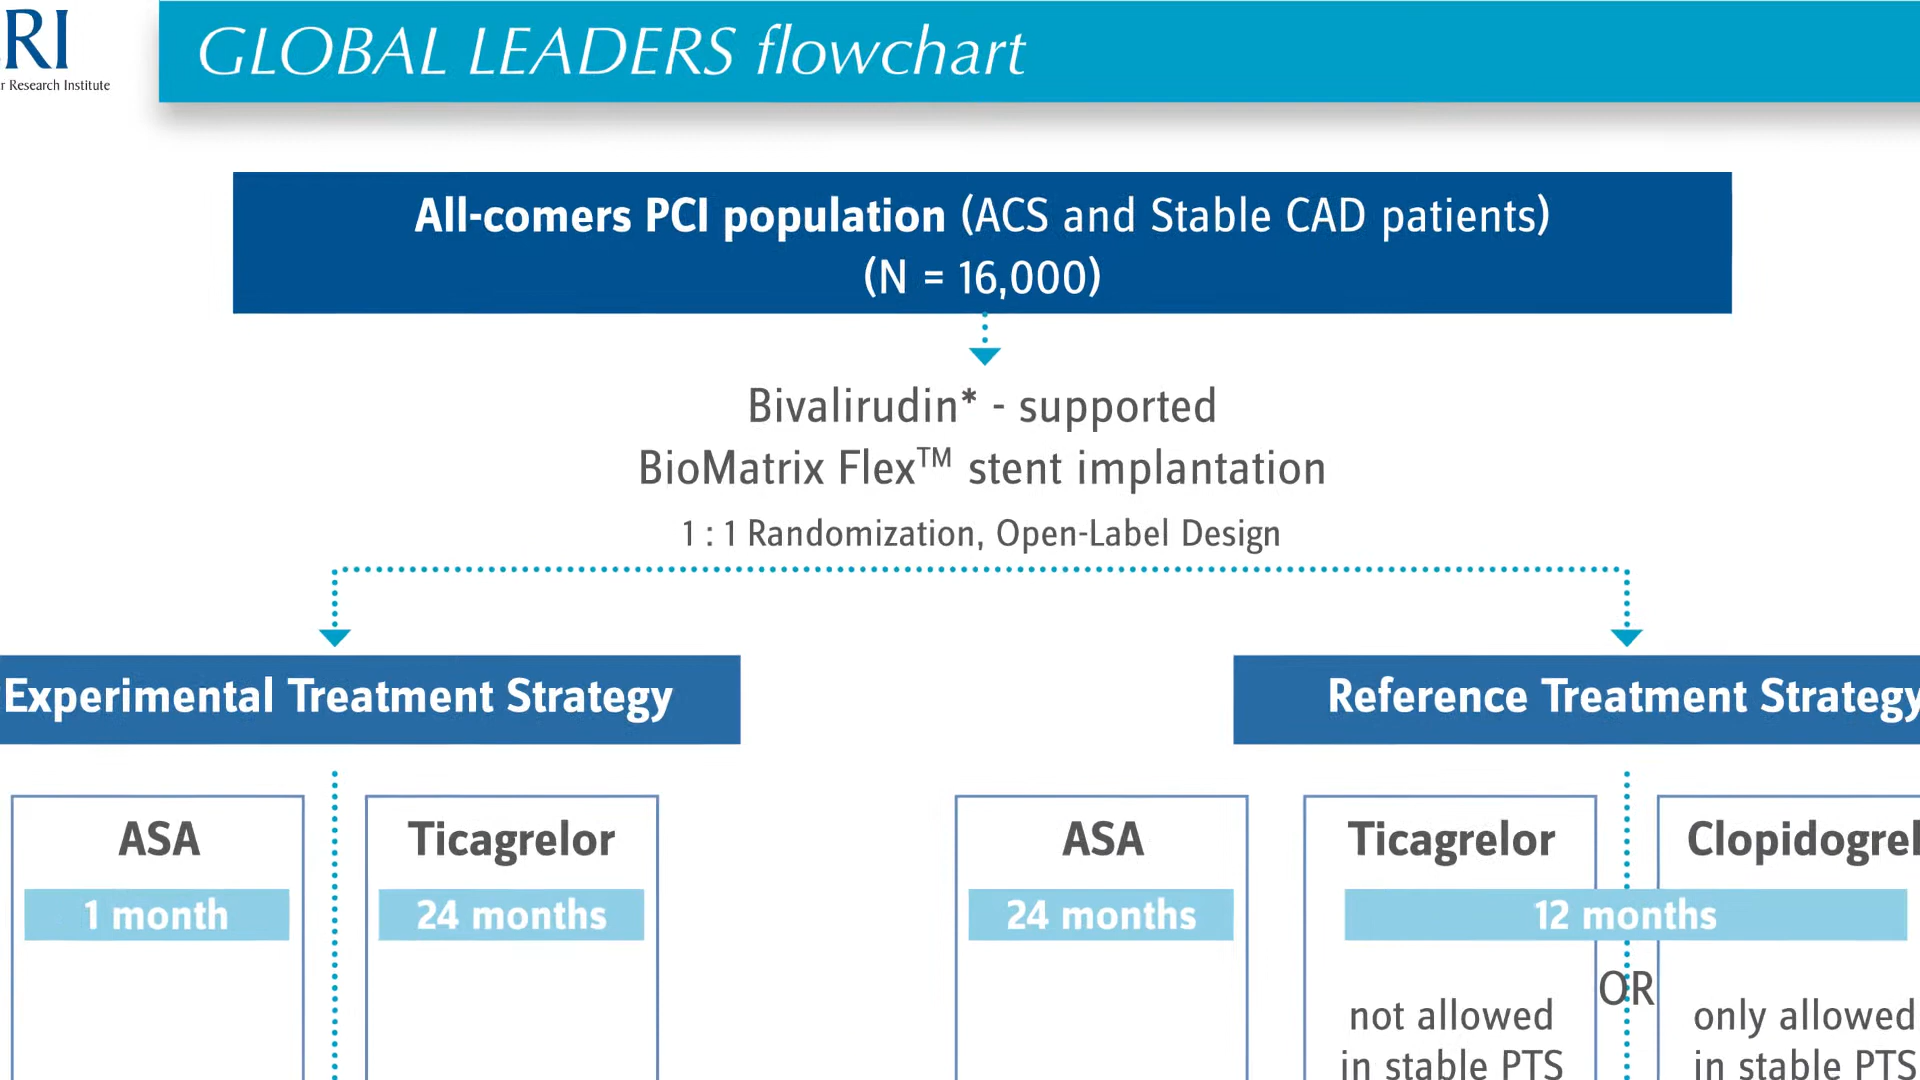 RI
r Research Institute
GLOBAL LEADERS flowchart
All-comers PCI population (ACS and Stable CAD patients)
(N = 16,000)
Bivalirudin* - supported
BioMatrix Flex™ stent implantation
1 : 1 Randomization, Open-Label Design
Experimental Treatment Strategy
Reference Treatment Strategy
ASA
1 month
Ticagrelor
24 months
ASA
24 months
Ticagrelor
Clopidogrel
12 months
OR
not allowed
in stable PTS
only allowed
in stable PTS